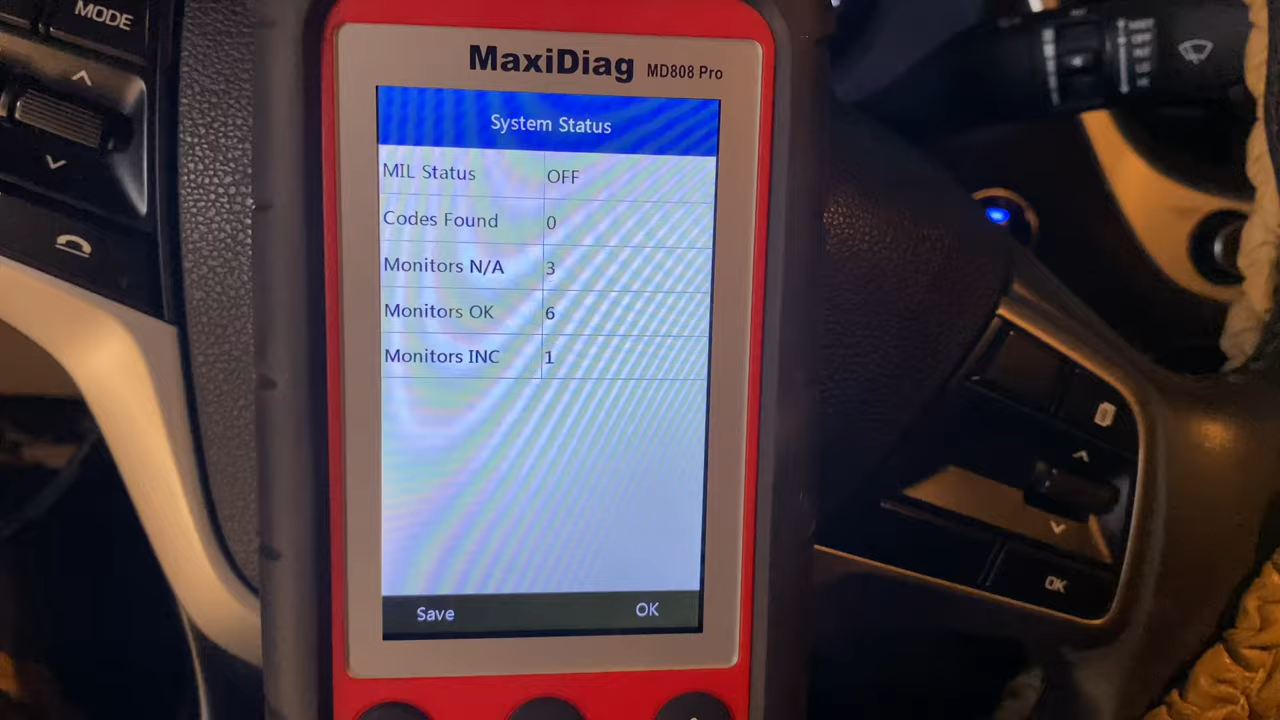 MODE
MaxiDiag MD808 Pro
System Status
MIL Status OFF
Codes Found 0
Monitors N/A 3
Monitors OK 6
Monitors INC 1
Save OK
OK